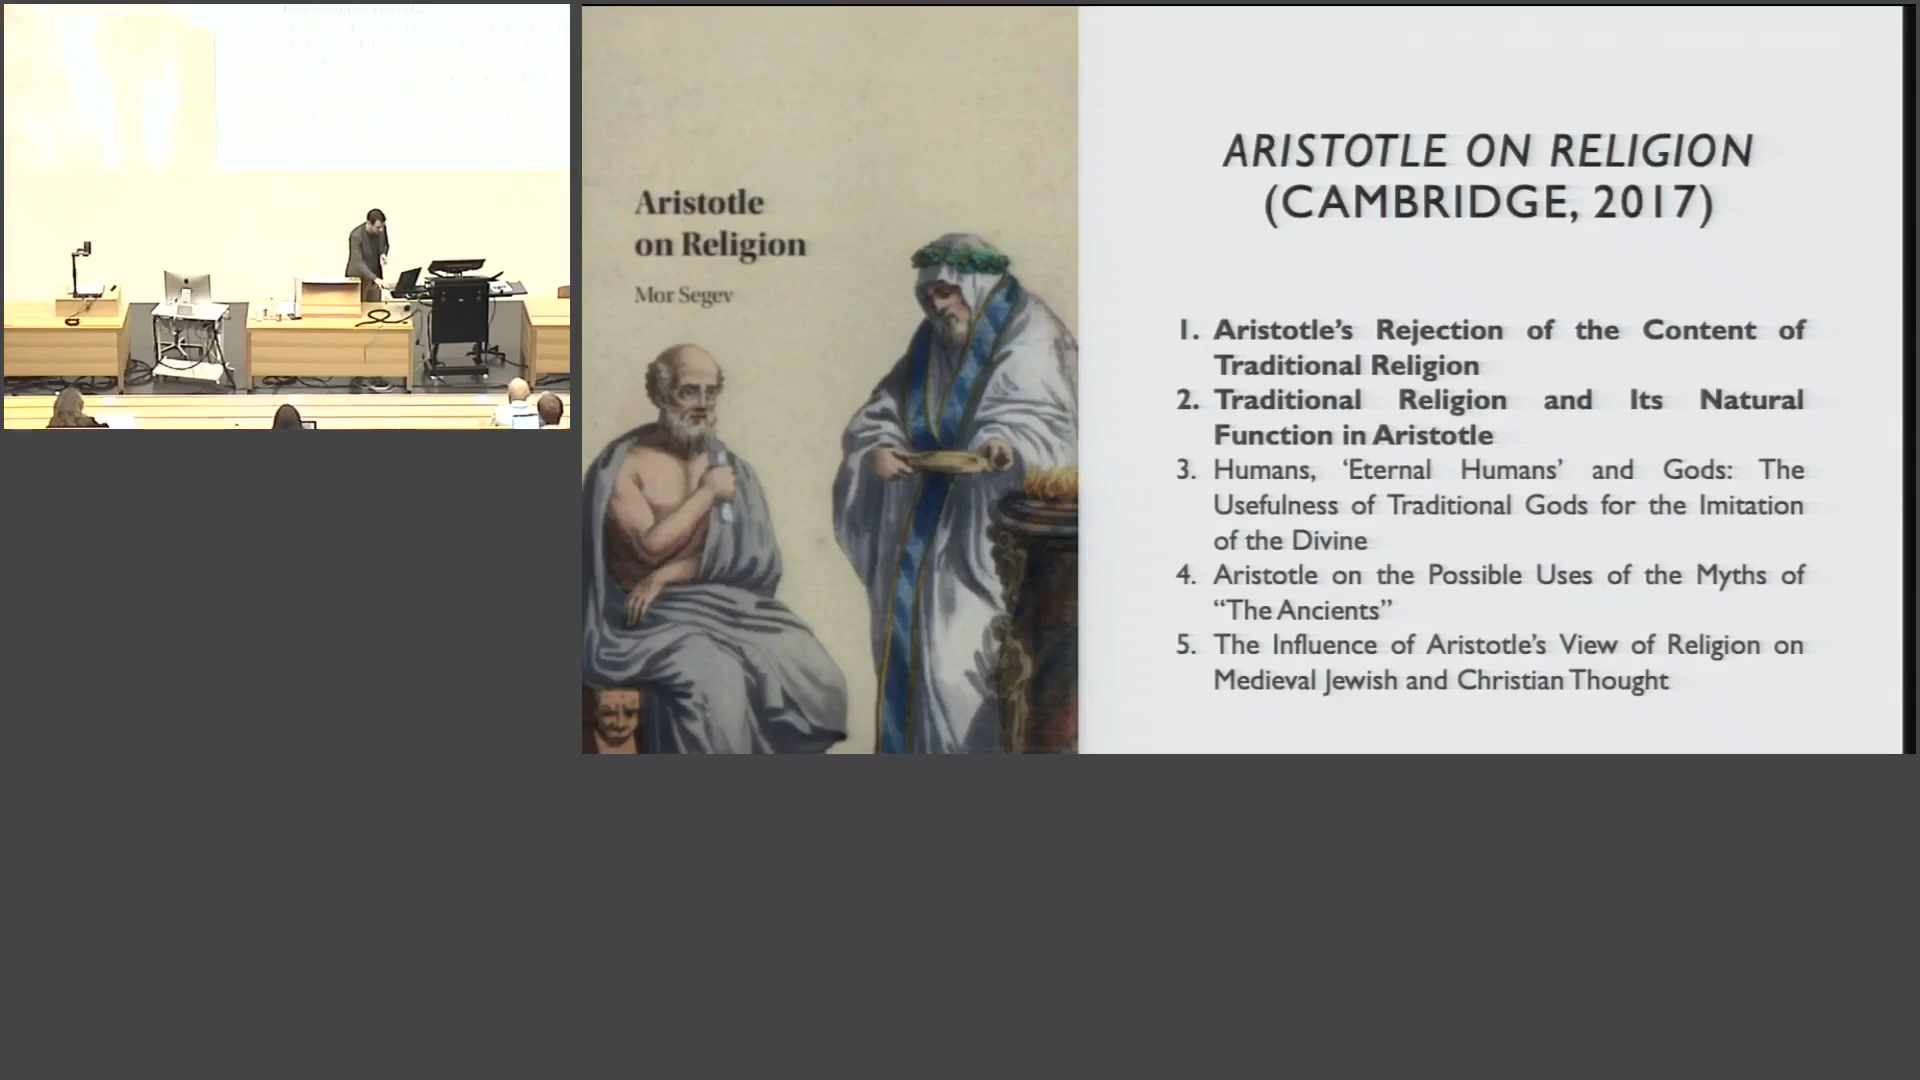 Aristotle
on Religion
Mor Segev
ARISTOTLE ON RELIGION
(CAMBRIDGE, 2017)
1. Aristotle’s Rejection of the Content of
Traditional Religion
2. Traditional Religion and Its Natural
Function in Aristotle
3. Humans, ‘Eternal Humans’ and Gods: The
Usefulness of Traditional Gods for the Imitation
of the Divine
4. Aristotle on the Possible Uses of the Myths of
“The Ancients”
5. The Influence of Aristotle’s View of Religion on
Medieval Jewish and Christian Thought